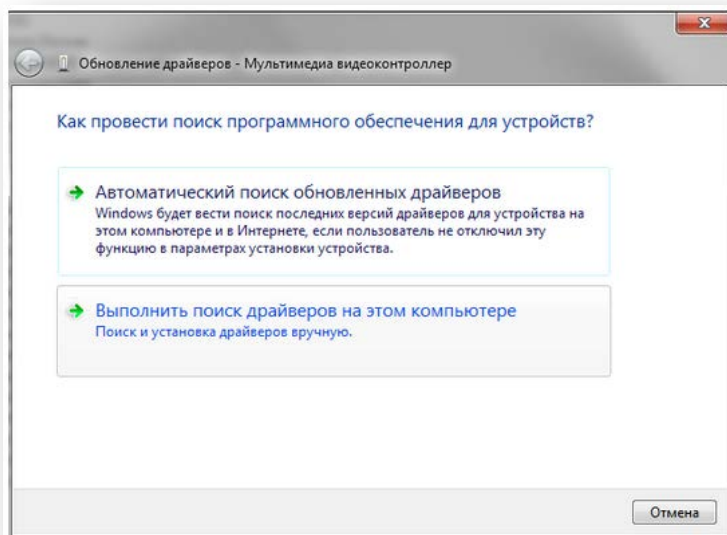 Обновление драйверов - Мультимедиа видеоконтроллер
Как провести поиск программного обеспечения для устройств?
Автоматический поиск обновленных драйверов
Windows будет вести поиск последних версий драйверов для устройства на
этом компьютере и в Интернете, если пользователь не отключил эту
функцию в параметрах установки устройства.
Выполнить поиск драйверов на этом компьютере
Поиск и установка драйверов вручную.
Отмена